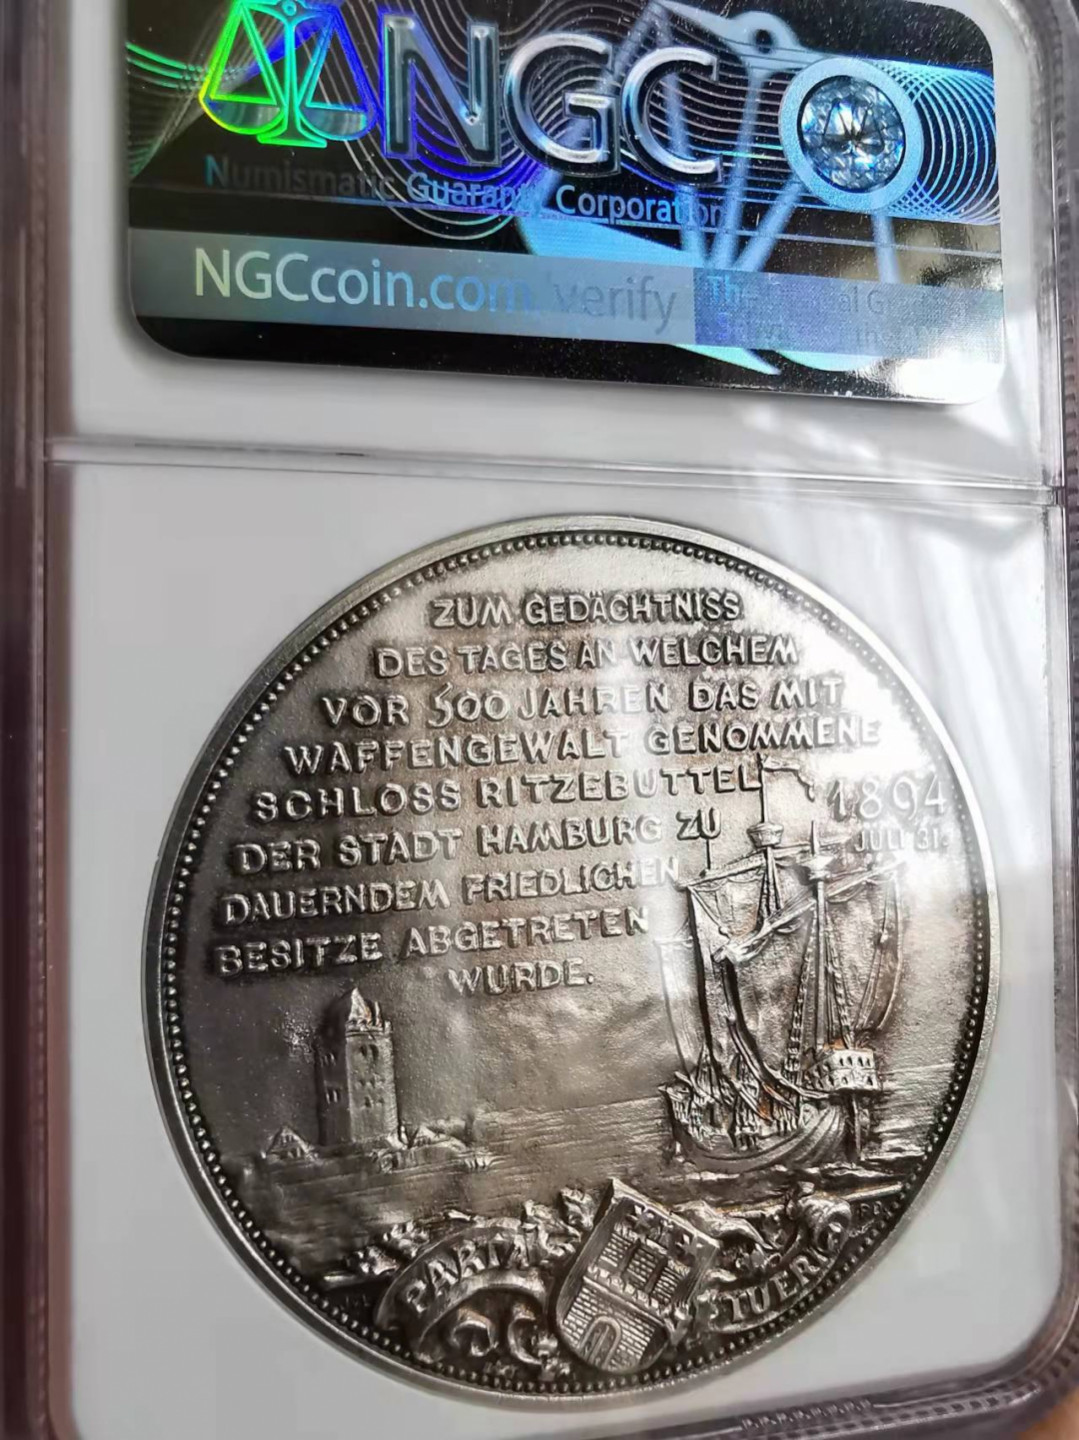 NGC
Numismatic Guaranty Corporation
NGCcoin.com/verify
ZUM GEDÄCHTNISS
DES TAGES AN WELCHEM
VOR 500 JAHREN DAS MIT
WAFFENGEWALT GENOMMENE
SCHLOSS RITZEBÜTTEL
1894
JULI 31.
DER STADT HAMBURG ZU
DAUERNDEM FRIEDLICHEN
BESITZE ABGETRETEN
WURDE.
PARTA TUERI